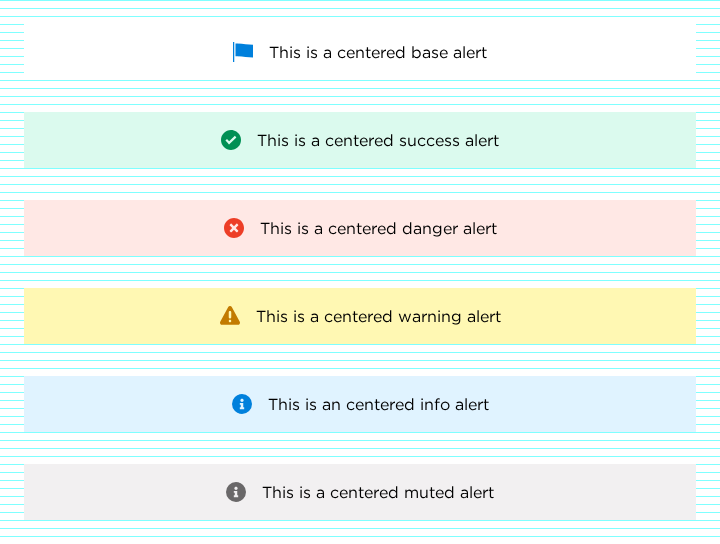 This is a centered base alert
This is a centered success alert
This is a centered danger alert
This is a centered warning alert
This is an centered info alert
This is a centered muted alert